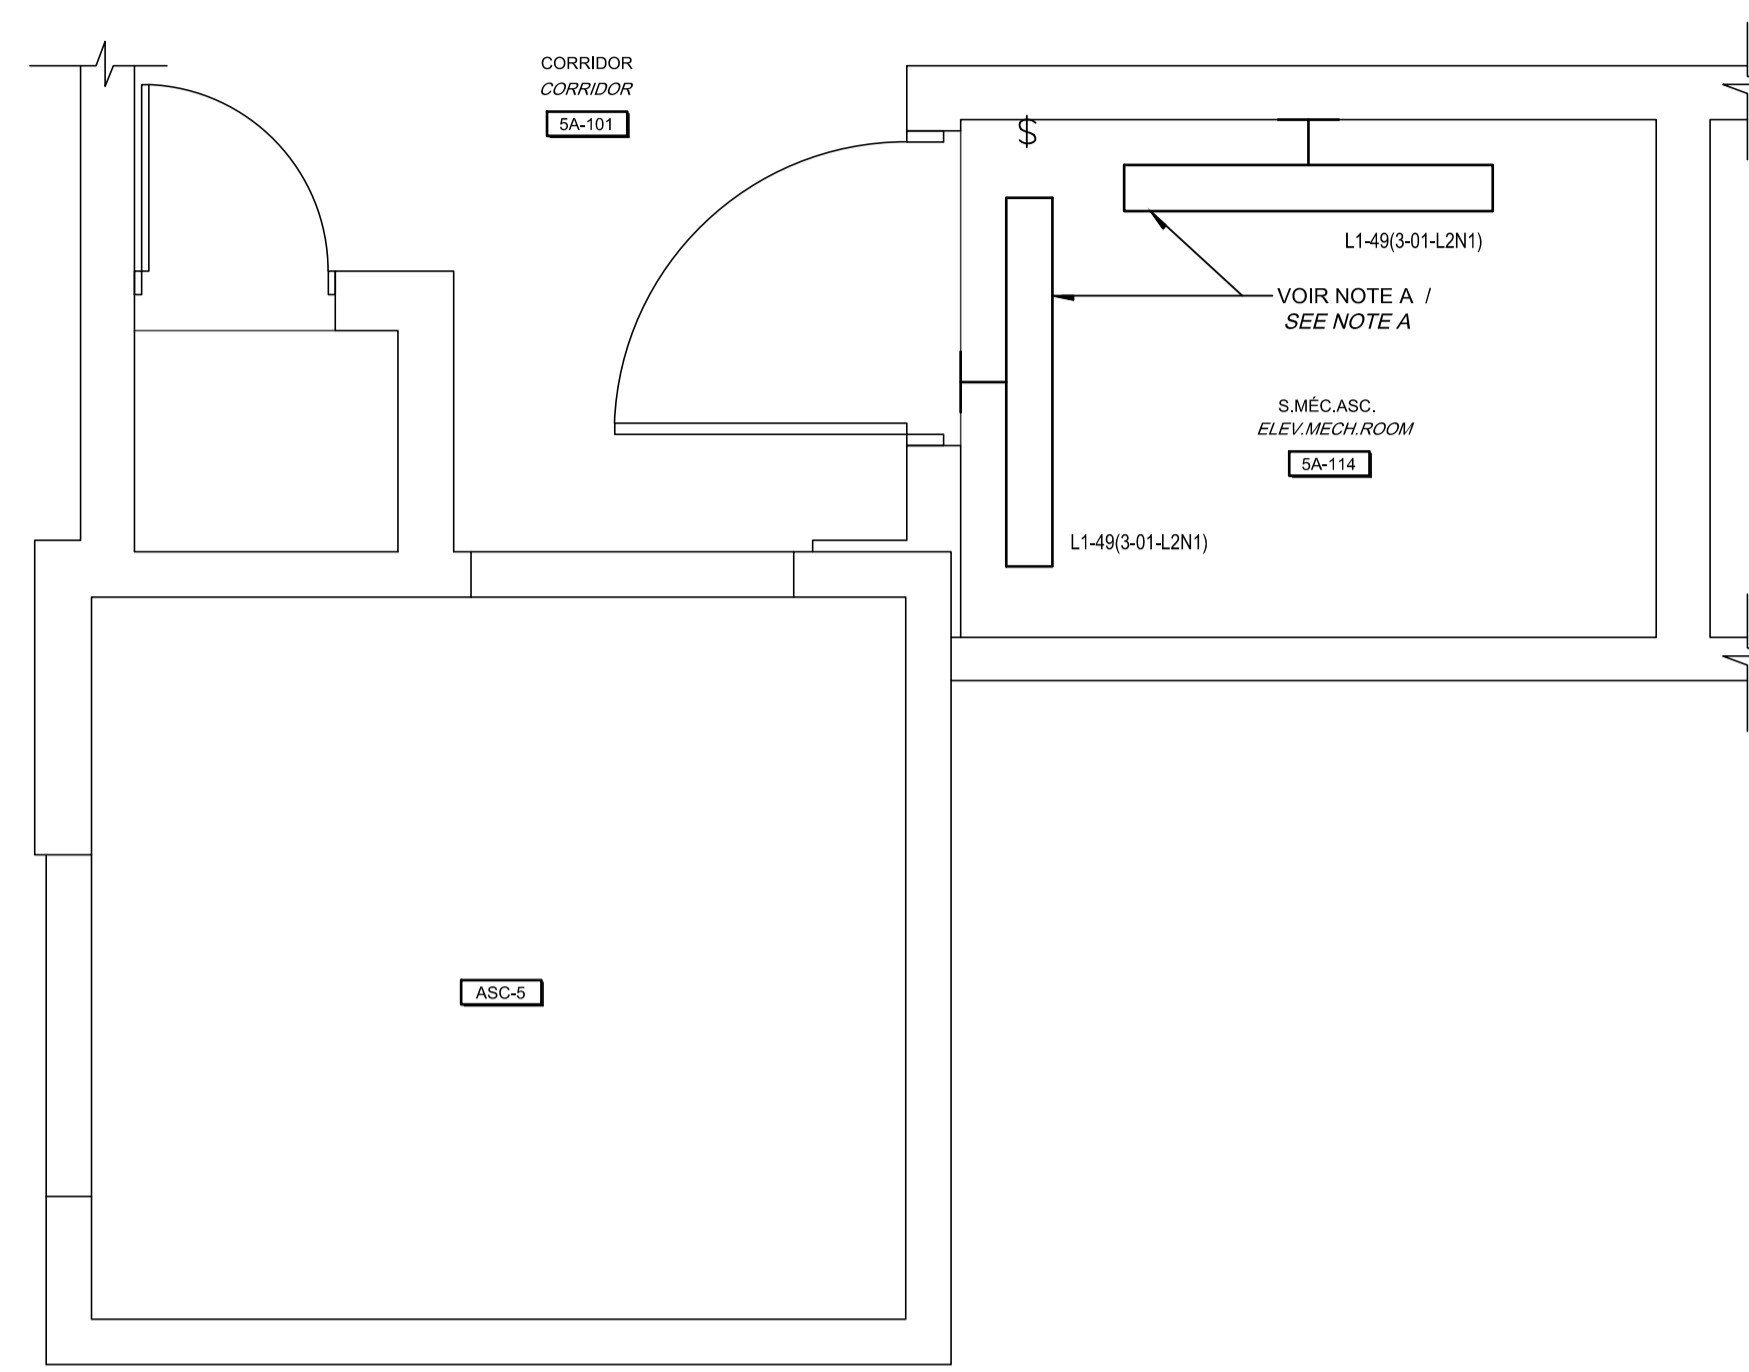 CORRIDOR
CORRIDOR
5A-101
$
L1-49(3-01-L2N1)
VOIR NOTE A /
SEE NOTE A
S.MÉC.ASC.
ELEV.MECH.ROOM
5A-114
L1-49(3-01-L2N1)
ASC-5